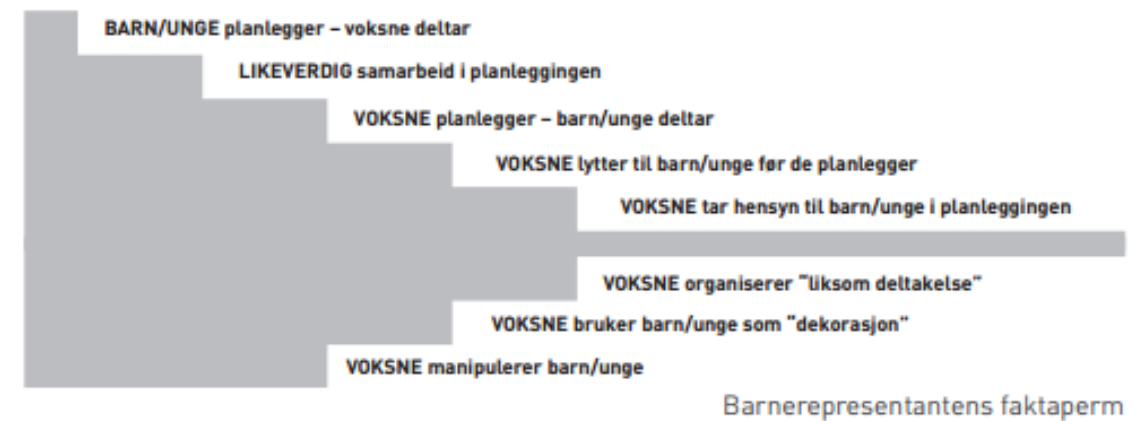 BARN/UNGE planlegger – voksne deltar
LIKEVERDIG samarbeid i planleggingen
VOKSNE planlegger – barn/unge deltar
VOKSNE lytter til barn/unge før de planlegger
VOKSNE tar hensyn til barn/unge i planleggingen
VOKSNE organiserer “liksom deltakelse”
VOKSNE bruker barn/unge som “dekorasjon”
VOKSNE manipulerer barn/unge
Barnerepresentantens faktaperm